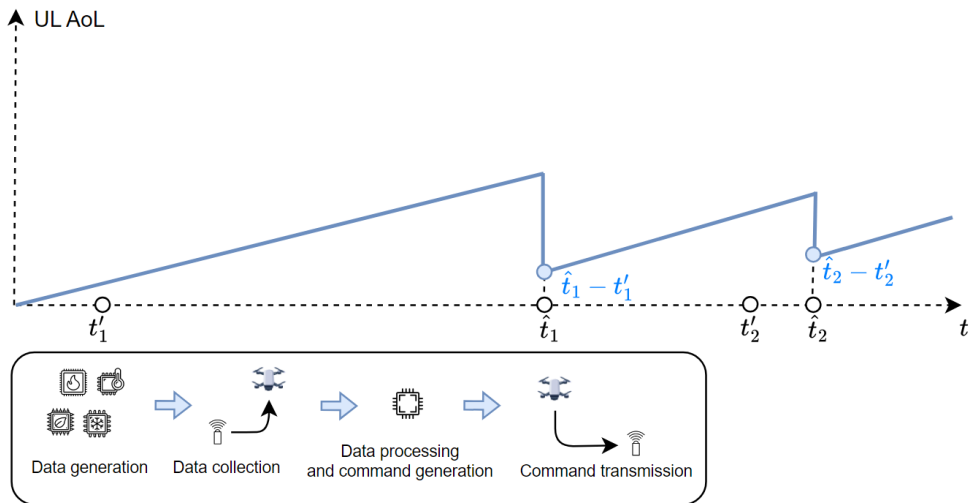 UL AoL
t̂₁ − t′₁
t̂₂ − t′₂
t′₁
t̂₁
t′₂
t̂₂
t
Data generation
Data collection
Data processing
and command generation
Command transmission